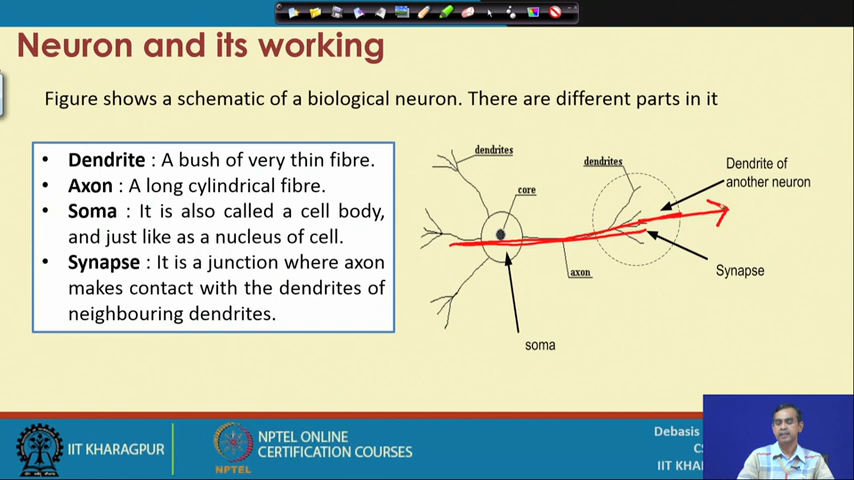 Neuron and its working
Figure shows a schematic of a biological neuron. There are different parts in it
• Dendrite : A bush of very thin fibre.
• Axon : A long cylindrical fibre.
• Soma : It is also called a cell body,
and just like as a nucleus of cell.
• Synapse : It is a junction where axon
makes contact with the dendrites of
neighbouring dendrites.
dendrites
dendrites
core
Dendrite of
another neuron
Synapse
axon
soma
IIT KHARAGPUR
NPTEL
NPTEL ONLINE
CERTIFICATION COURSES
Debasis
CS
IIT KHA